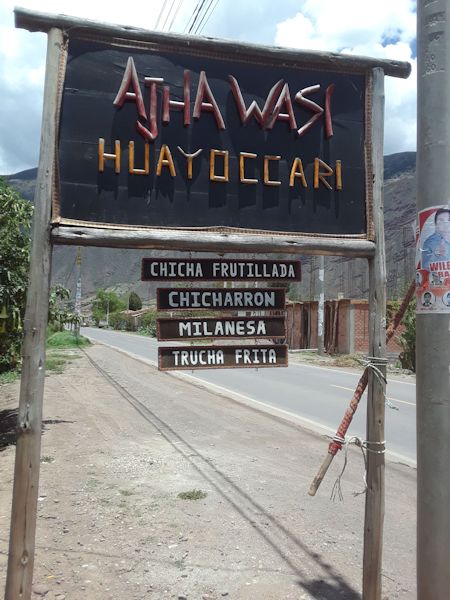 AJHA WASI
HUAYOCCARI
CHICHA FRUTILLADA
CHICHARRON
MILANESA
TRUCHA FRITA